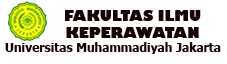 FAKULTAS ILMU
KEPERAWATAN
Universitas Muhammadiyah Jakarta